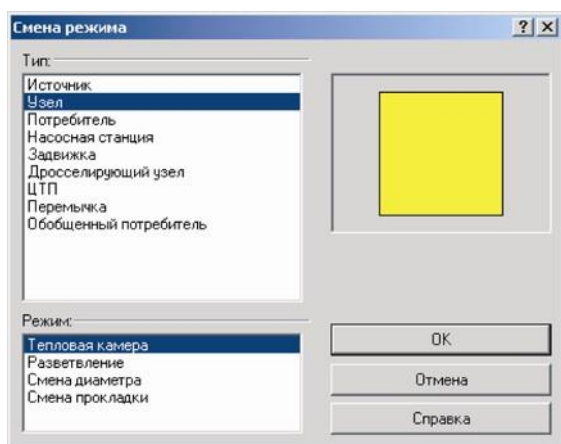 Смена режима
Тип:
Источник
Узел
Потребитель
Насосная станция
Задвижка
Дросселирующий узел
ЦТП
Перемычка
Обобщенный потребитель
Режим:
Тепловая камера
Разветвление
Смена диаметра
Смена прокладки
OK
Отмена
Справка